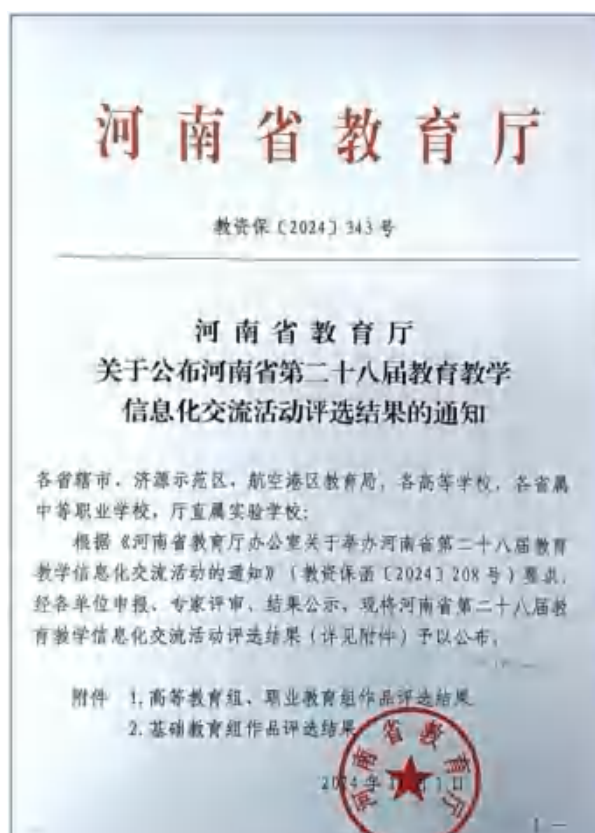 河南省教育厅
教资保〔2024〕343号
河南省教育厅
关于公布河南省第二十八届教育教学
信息化交流活动评选结果的通知
各省辖市、济源示范区、航空港区教育局，各高等学校，各省属
中等职业学校，厅直属实验学校：
根据《河南省教育厅办公室关于举办河南省第二十八届教育
教学信息化交流活动的通知》（教资保函〔2024〕208号）要求，
经各单位申报、专家评审、结果公示，现将河南省第二十八届教
育教学信息化交流活动评选结果（详见附件）予以公布。
附件 1.高等教育组、职业教育组作品评选结果
2.基础教育组作品评选结果
河南省教育厅
1